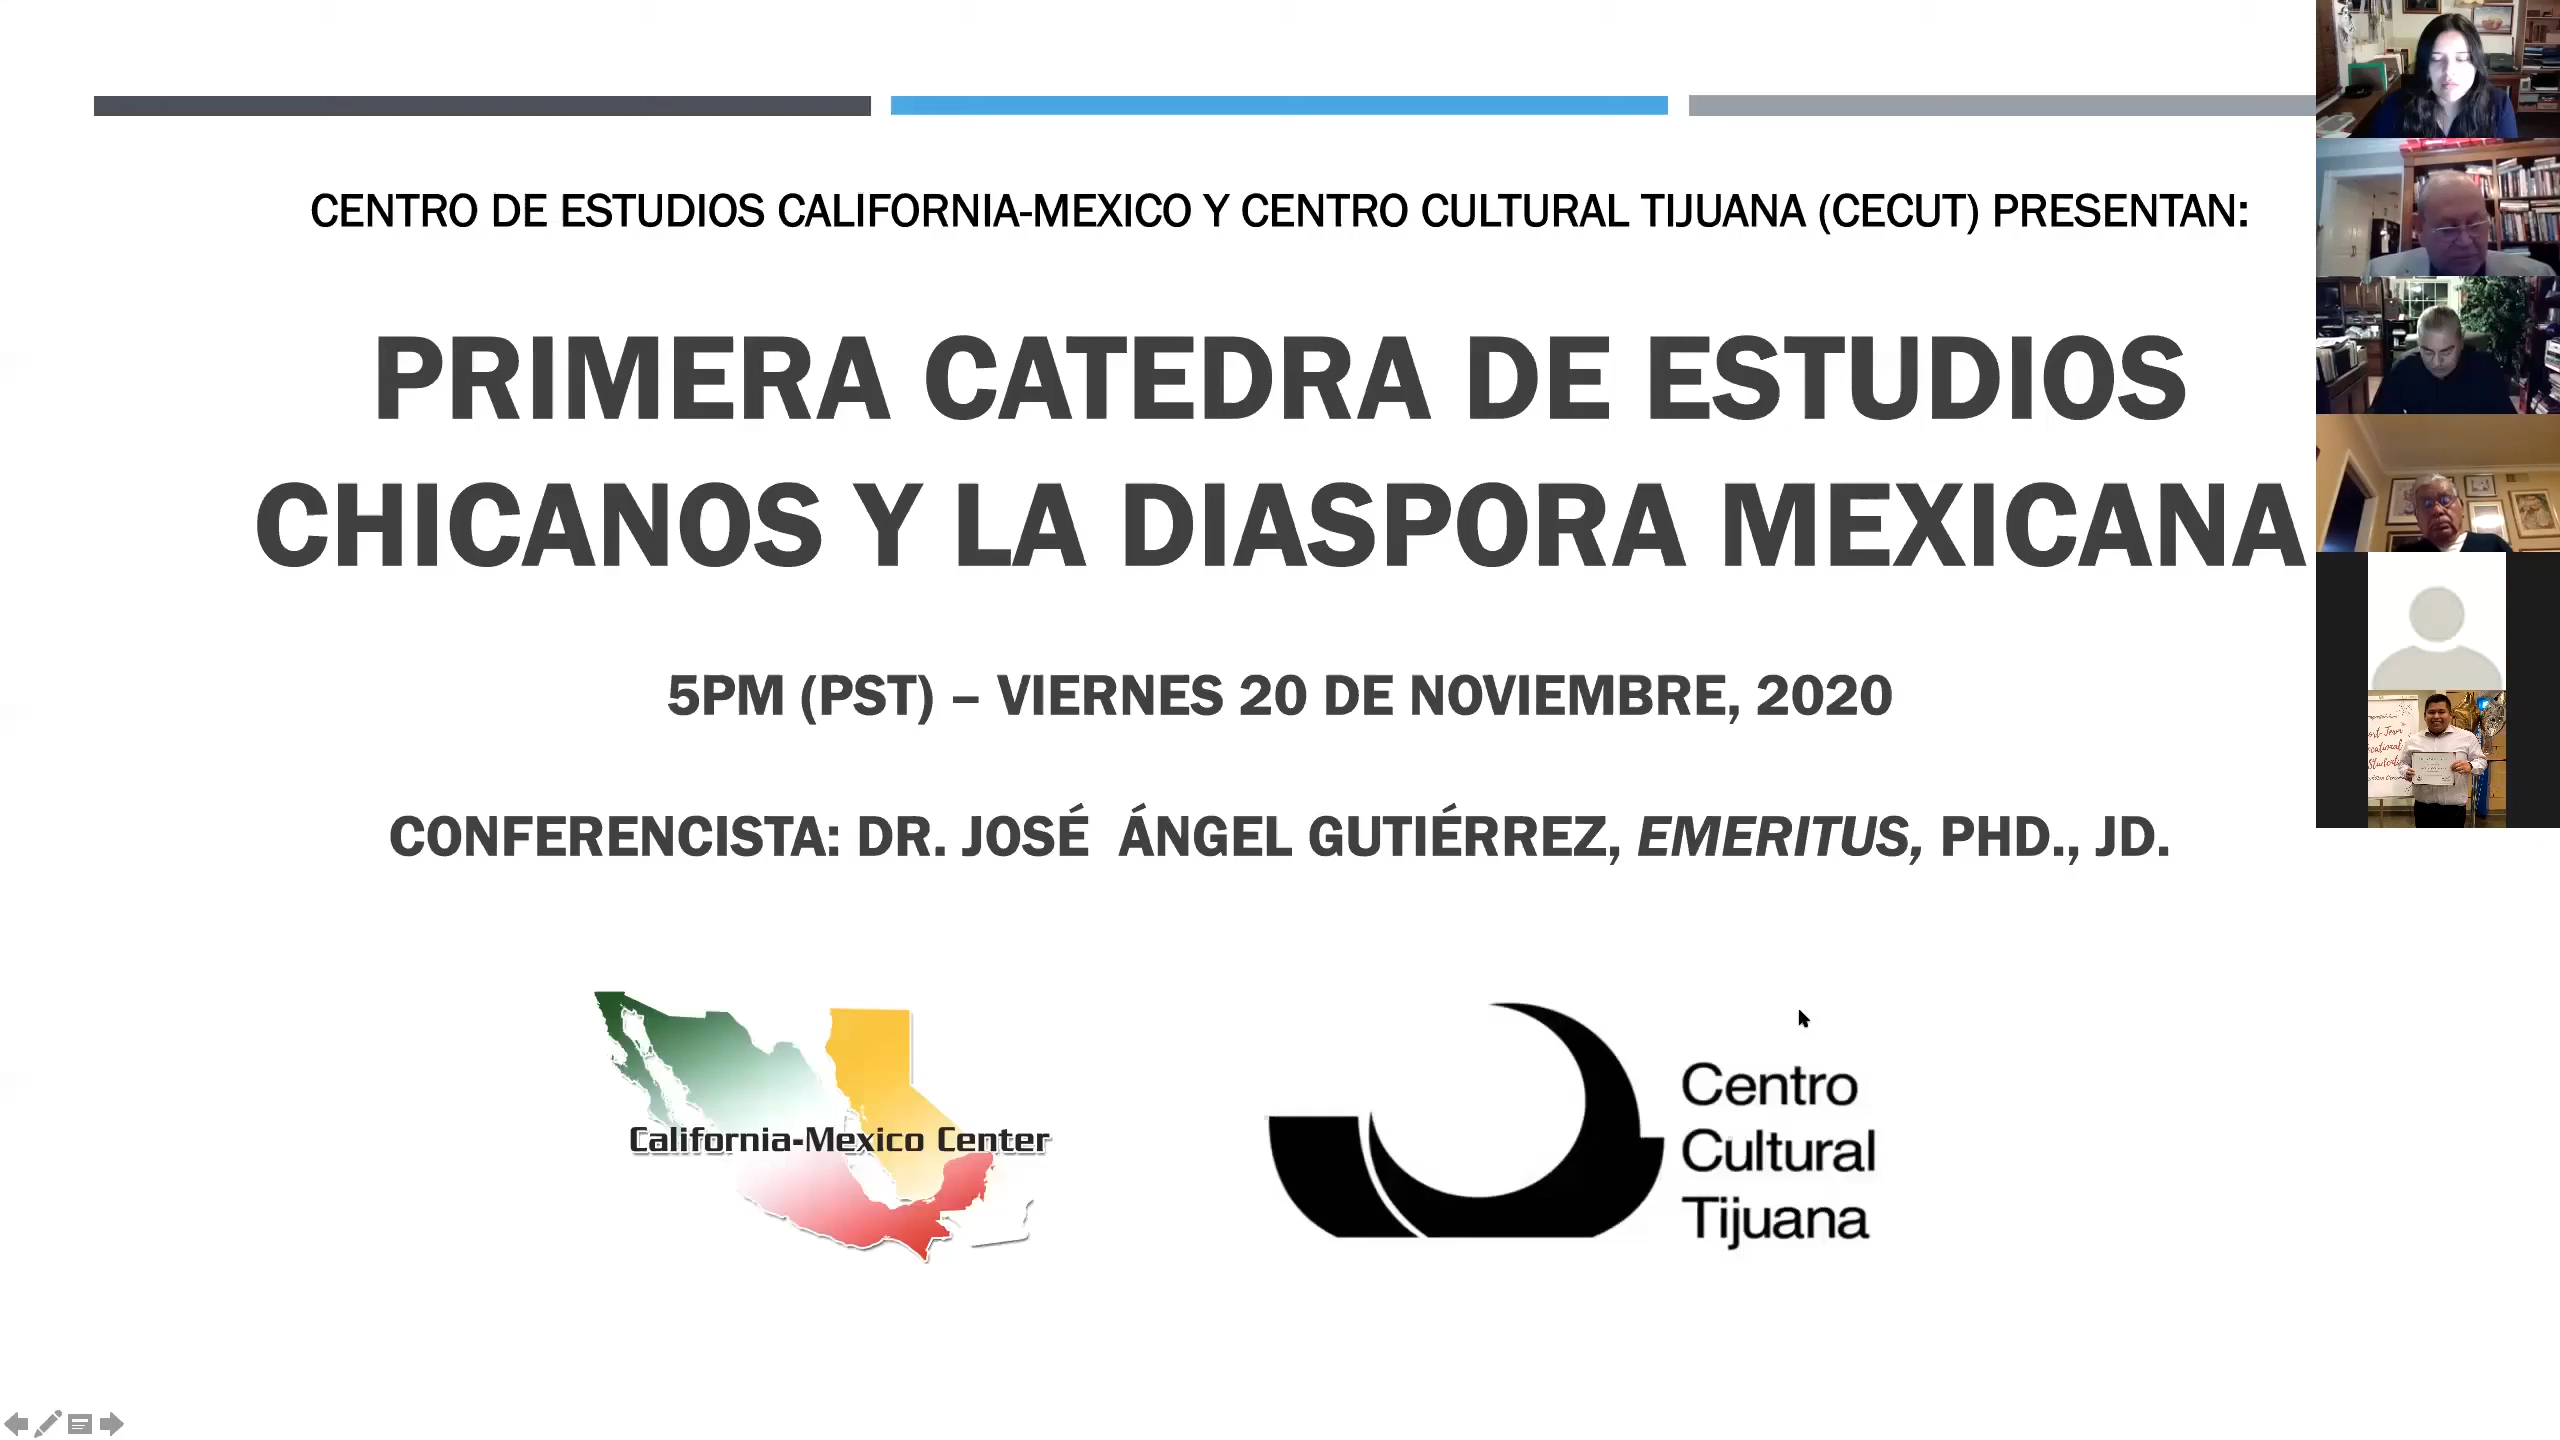 CENTRO DE ESTUDIOS CALIFORNIA-MEXICO Y CENTRO CULTURAL TIJUANA (CECUT) PRESENTAN:
PRIMERA CATEDRA DE ESTUDIOS
CHICANOS Y LA DIASPORA MEXICANA
5PM (PST) – VIERNES 20 DE NOVIEMBRE, 2020
CONFERENCISTA: DR. JOSÉ ÁNGEL GUTIÉRREZ, EMERITUS, PHD., JD.
California-Mexico Center
Centro
Cultural
Tijuana